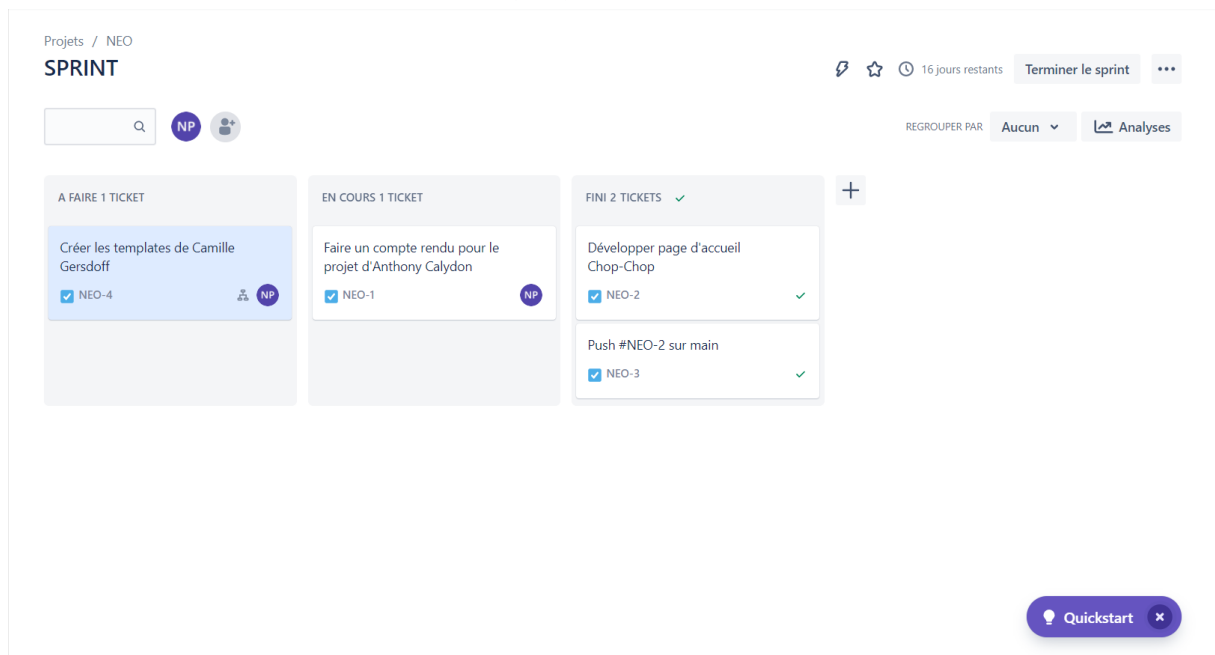 Projets / NEO
SPRINT
16 jours restants
Terminer le sprint
NP
REGROUPER PAR
Aucun
Analyses
A FAIRE 1 TICKET
Créer les templates de Camille
Gersdoff
NEO-4
NP
EN COURS 1 TICKET
Faire un compte rendu pour le
projet d'Anthony Calydon
NEO-1
NP
FINI 2 TICKETS
Développer page d'accueil
Chop-Chop
NEO-2
Push #NEO-2 sur main
NEO-3
Quickstart